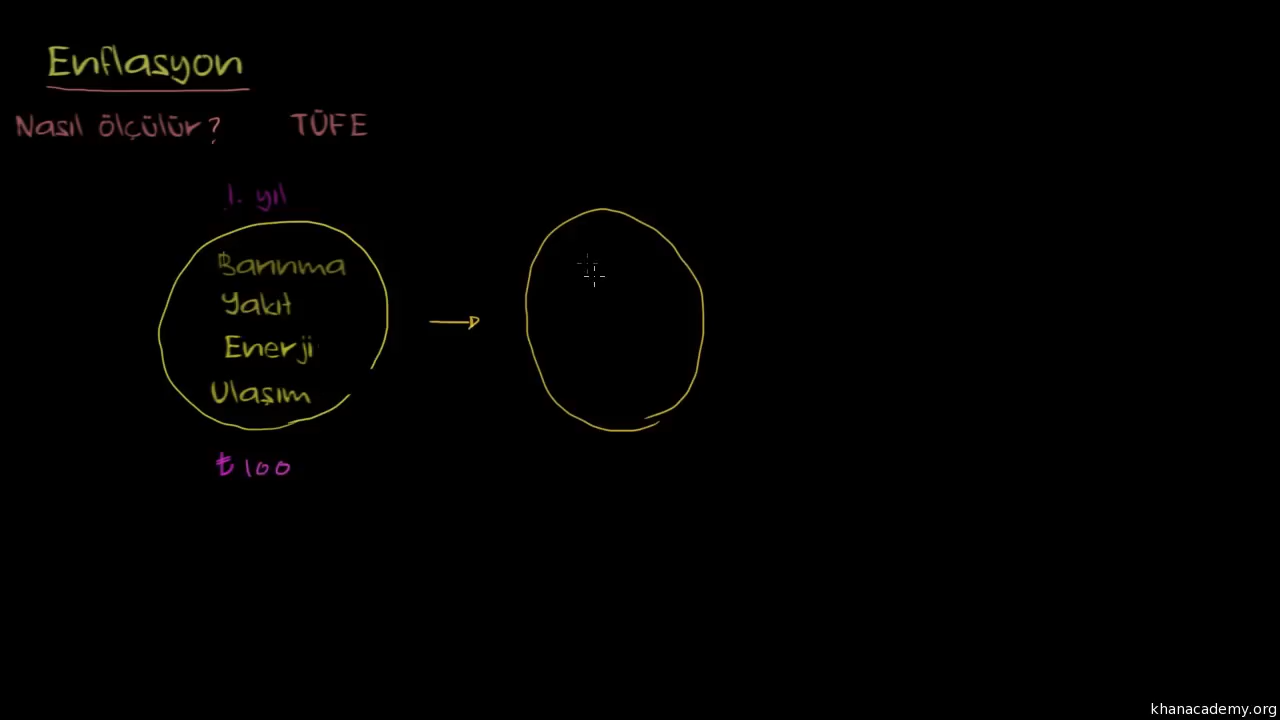 Enflasyon
Nasıl ölçülür? TÜFE
1. yıl
Barınma
Yakıt
Enerji
Ulaşım
₺100
khanacademy.org